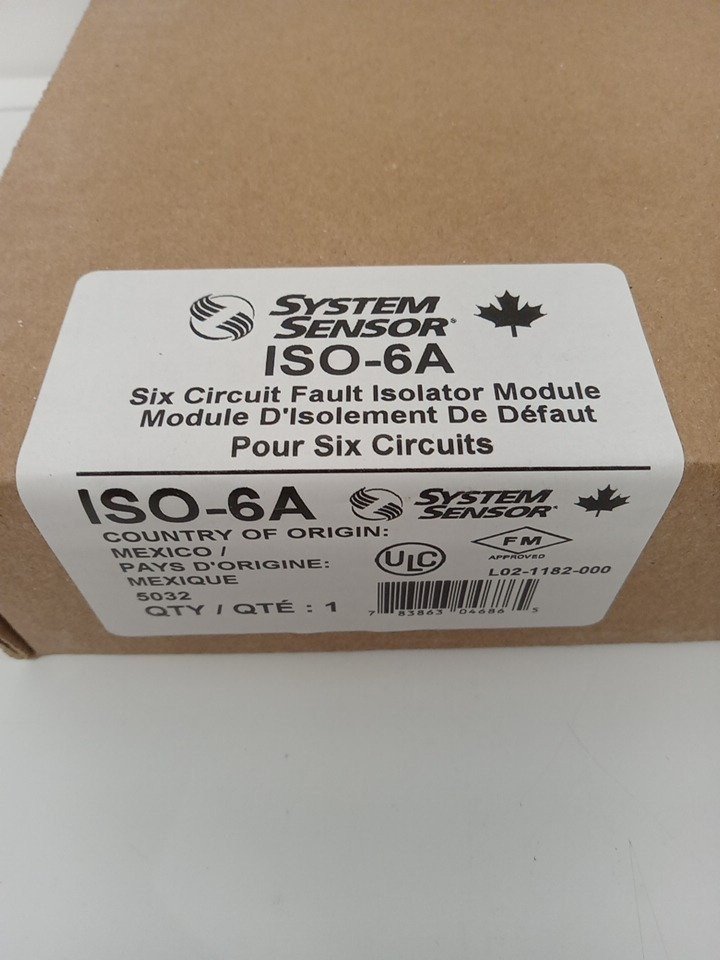 SYSTEM
SENSOR®
ISO-6A
Six Circuit Fault Isolator Module
Module D'Isolement De Défaut
Pour Six Circuits
ISO-6A
SYSTEM
SENSOR®
COUNTRY OF ORIGIN:
MEXICO /
PAYS D'ORIGINE:
MEXIQUE
5032
QTY / QTÉ : 1
ULC
FM
APPROVED
L02-1182-000
7 83863 04686 5